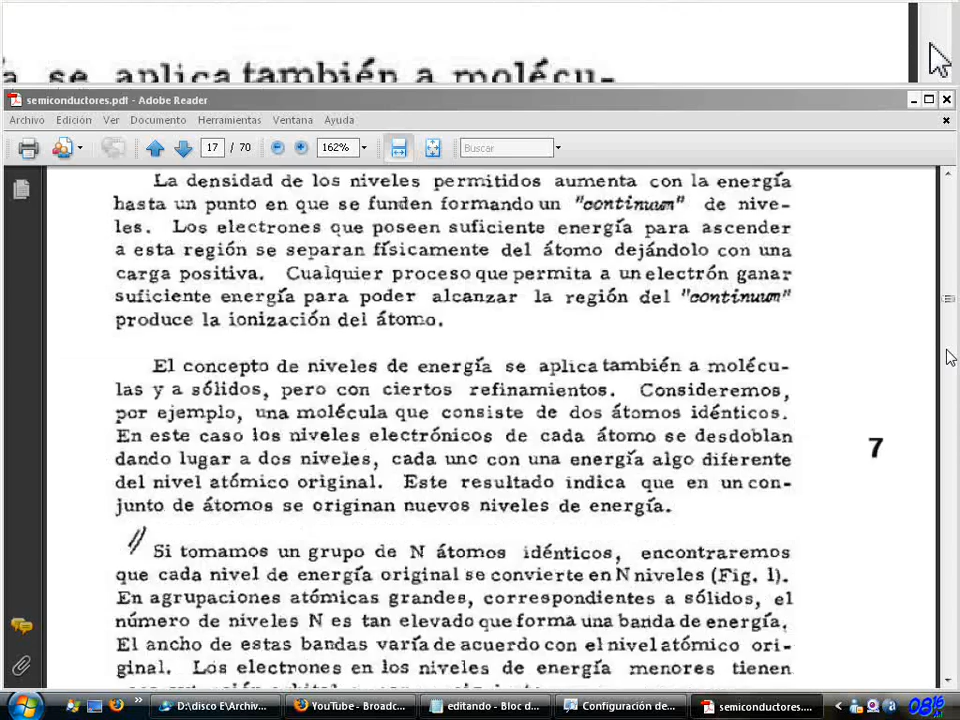 se aplica también a molécu-
semiconductores.pdf - Adobe Reader
Archivo Edición Ver Documento Herramientas Ventana Ayuda
17 / 70 162% Buscar
La densidad de los niveles permitidos aumenta con la energía
hasta un punto en que se funden formando un "continuum" de nive-
les. Los electrones que poseen suficiente energía para ascender
a esta región se separan físicamente del átomo dejándolo con una
carga positiva. Cualquier proceso que permita a un electrón ganar
suficiente energía para poder alcanzar la región del "continuum"
produce la ionización del átomo.
El concepto de niveles de energía se aplica también a molécu-
las y a sólidos, pero con ciertos refinamientos. Consideremos,
por ejemplo, una molécula que consiste de dos átomos idénticos.
En este caso los niveles electrónicos de cada átomo se desdoblan
dando lugar a dos niveles, cada uno con una energía algo diferente
del nivel atómico original. Este resultado indica que en un con-
junto de átomos se originan nuevos niveles de energía.
7
Si tomamos un grupo de N átomos idénticos, encontraremos
que cada nivel de energía original se convierte en N niveles (Fig. 1).
En agrupaciones atómicas grandes, correspondientes a sólidos, el
número de niveles N es tan elevado que forma una banda de energía.
El ancho de estas bandas varía de acuerdo con el nivel atómico ori-
ginal. Los electrones en los niveles de energía menores tienen
D:\disco E\Archiv... YouTube - Broadc... editando - Bloc d... Configuración de... semiconductores....